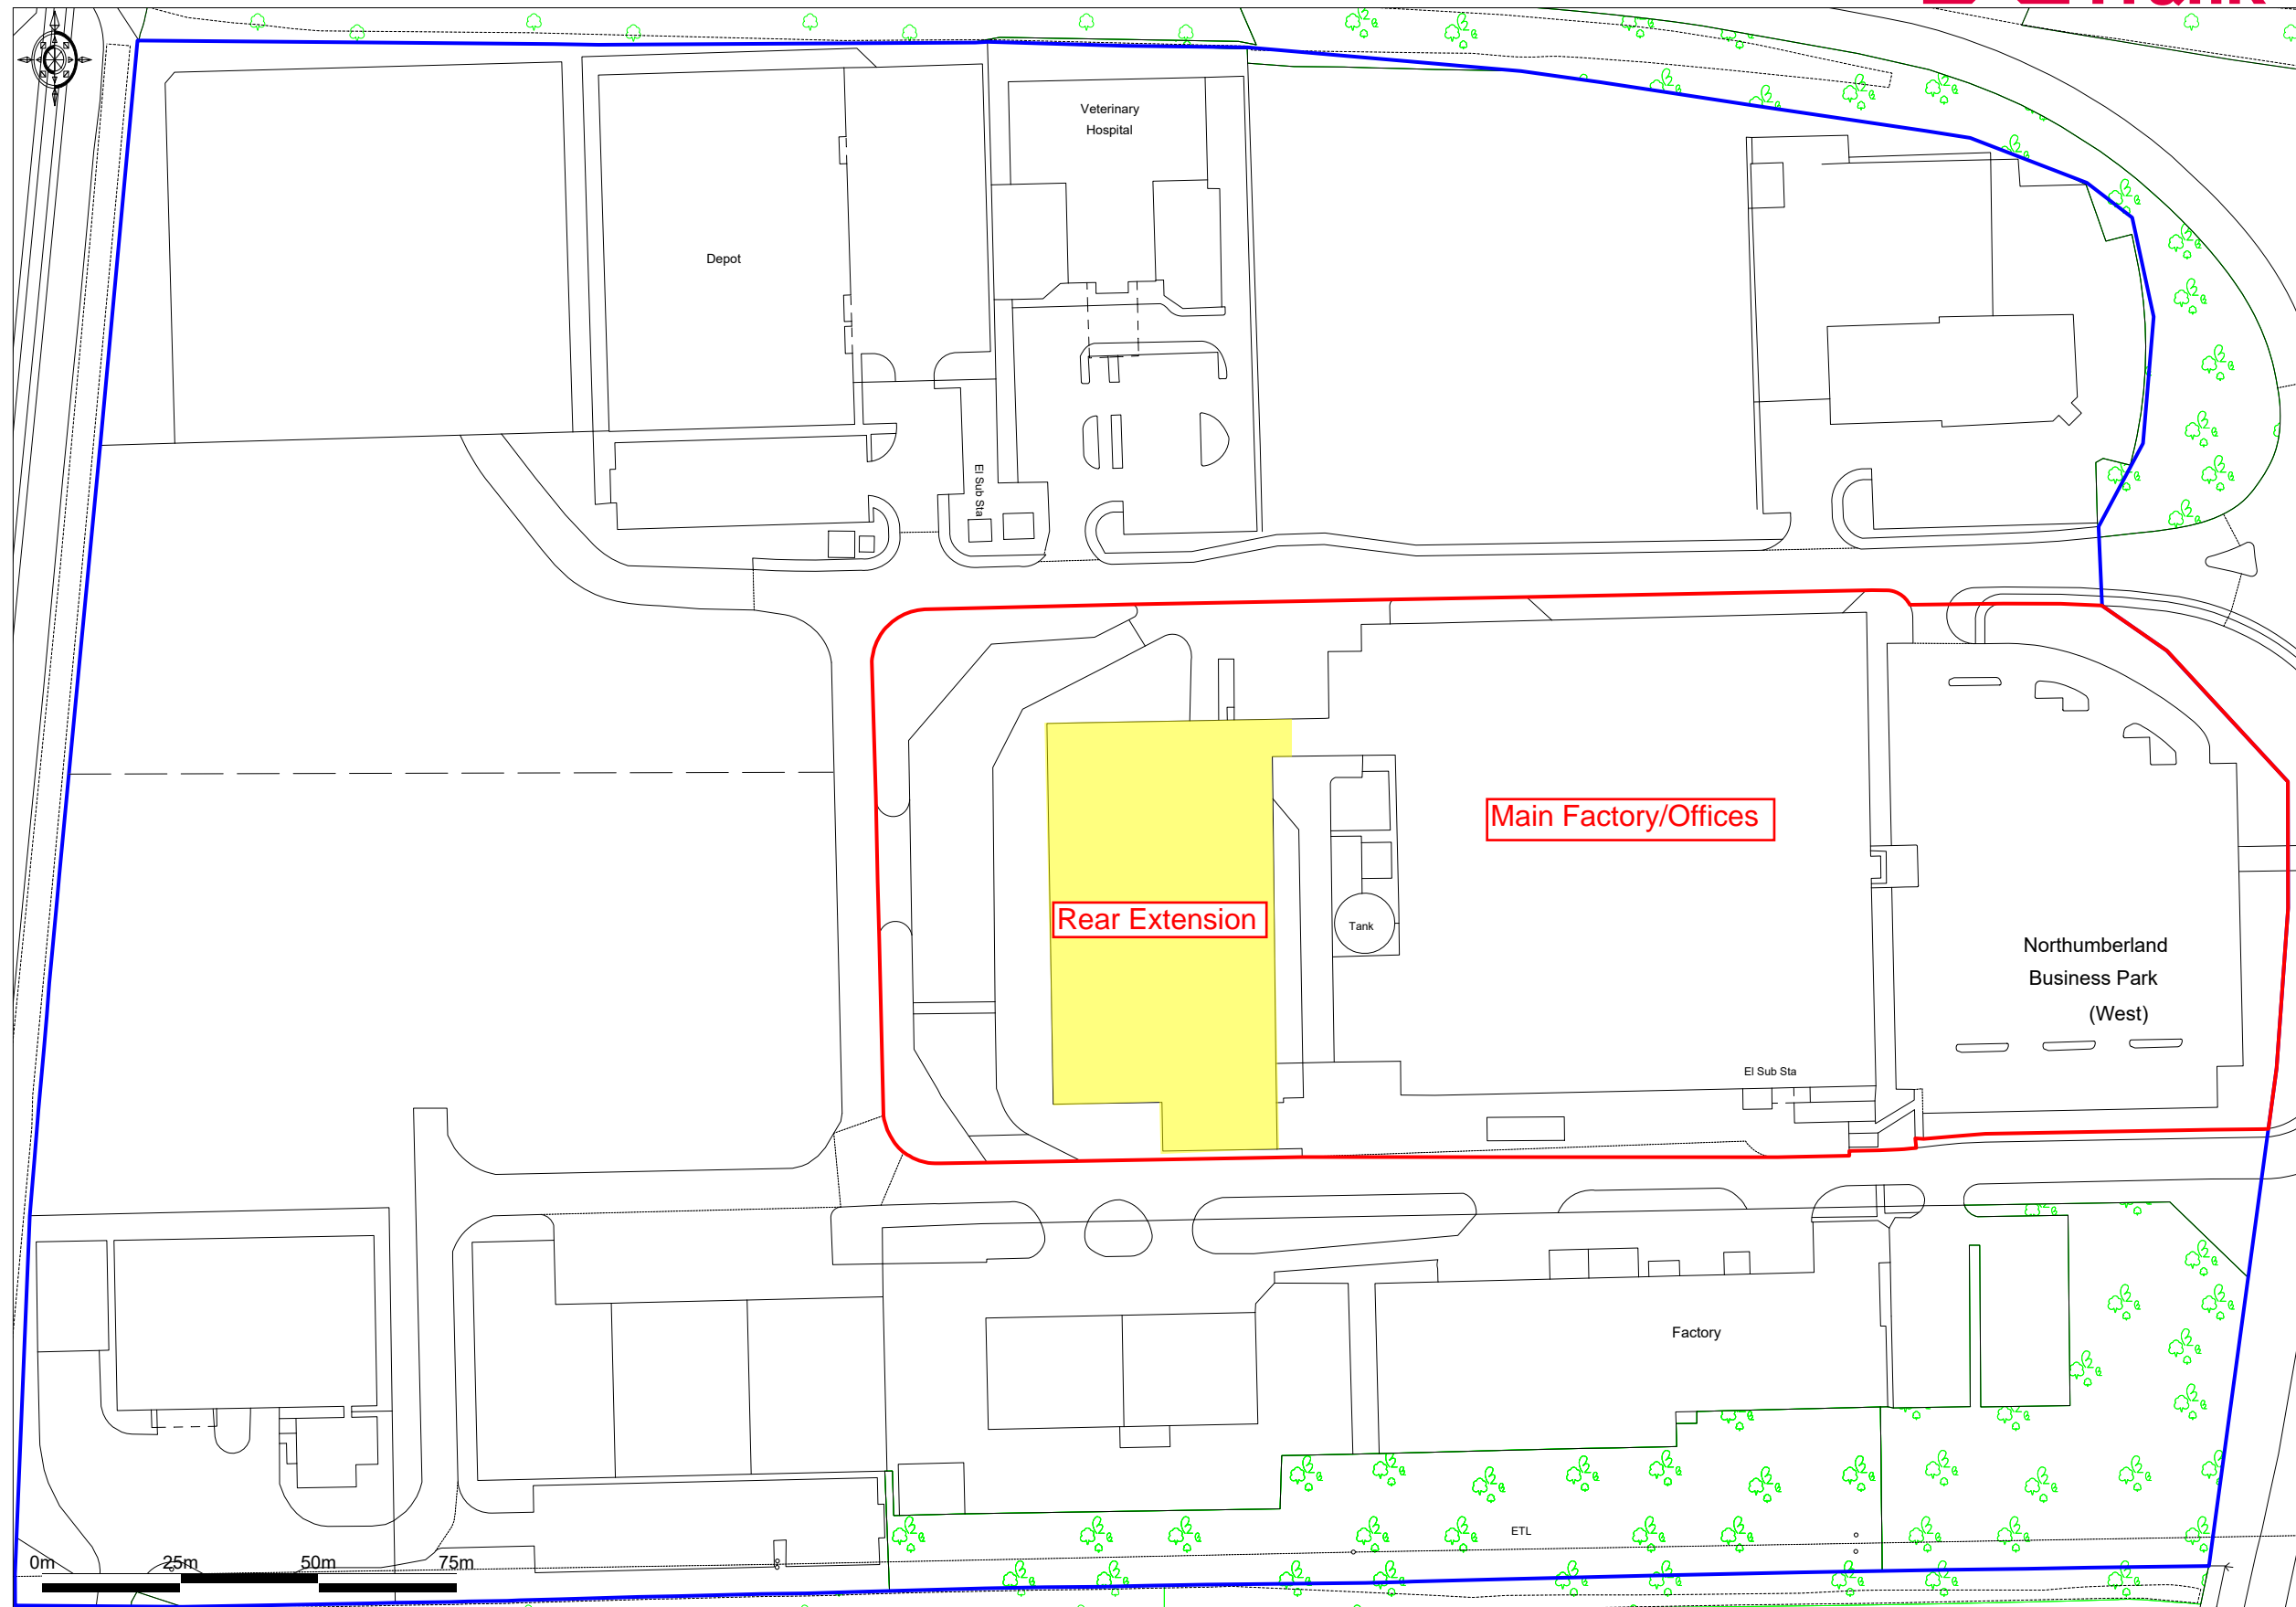 Veterinary
Hospital
Depot
El Sub Sta
Main Factory/Offices
Rear Extension
Tank
Northumberland
Business Park
(West)
El Sub Sta
Factory
ETL
0m 25m 50m 75m